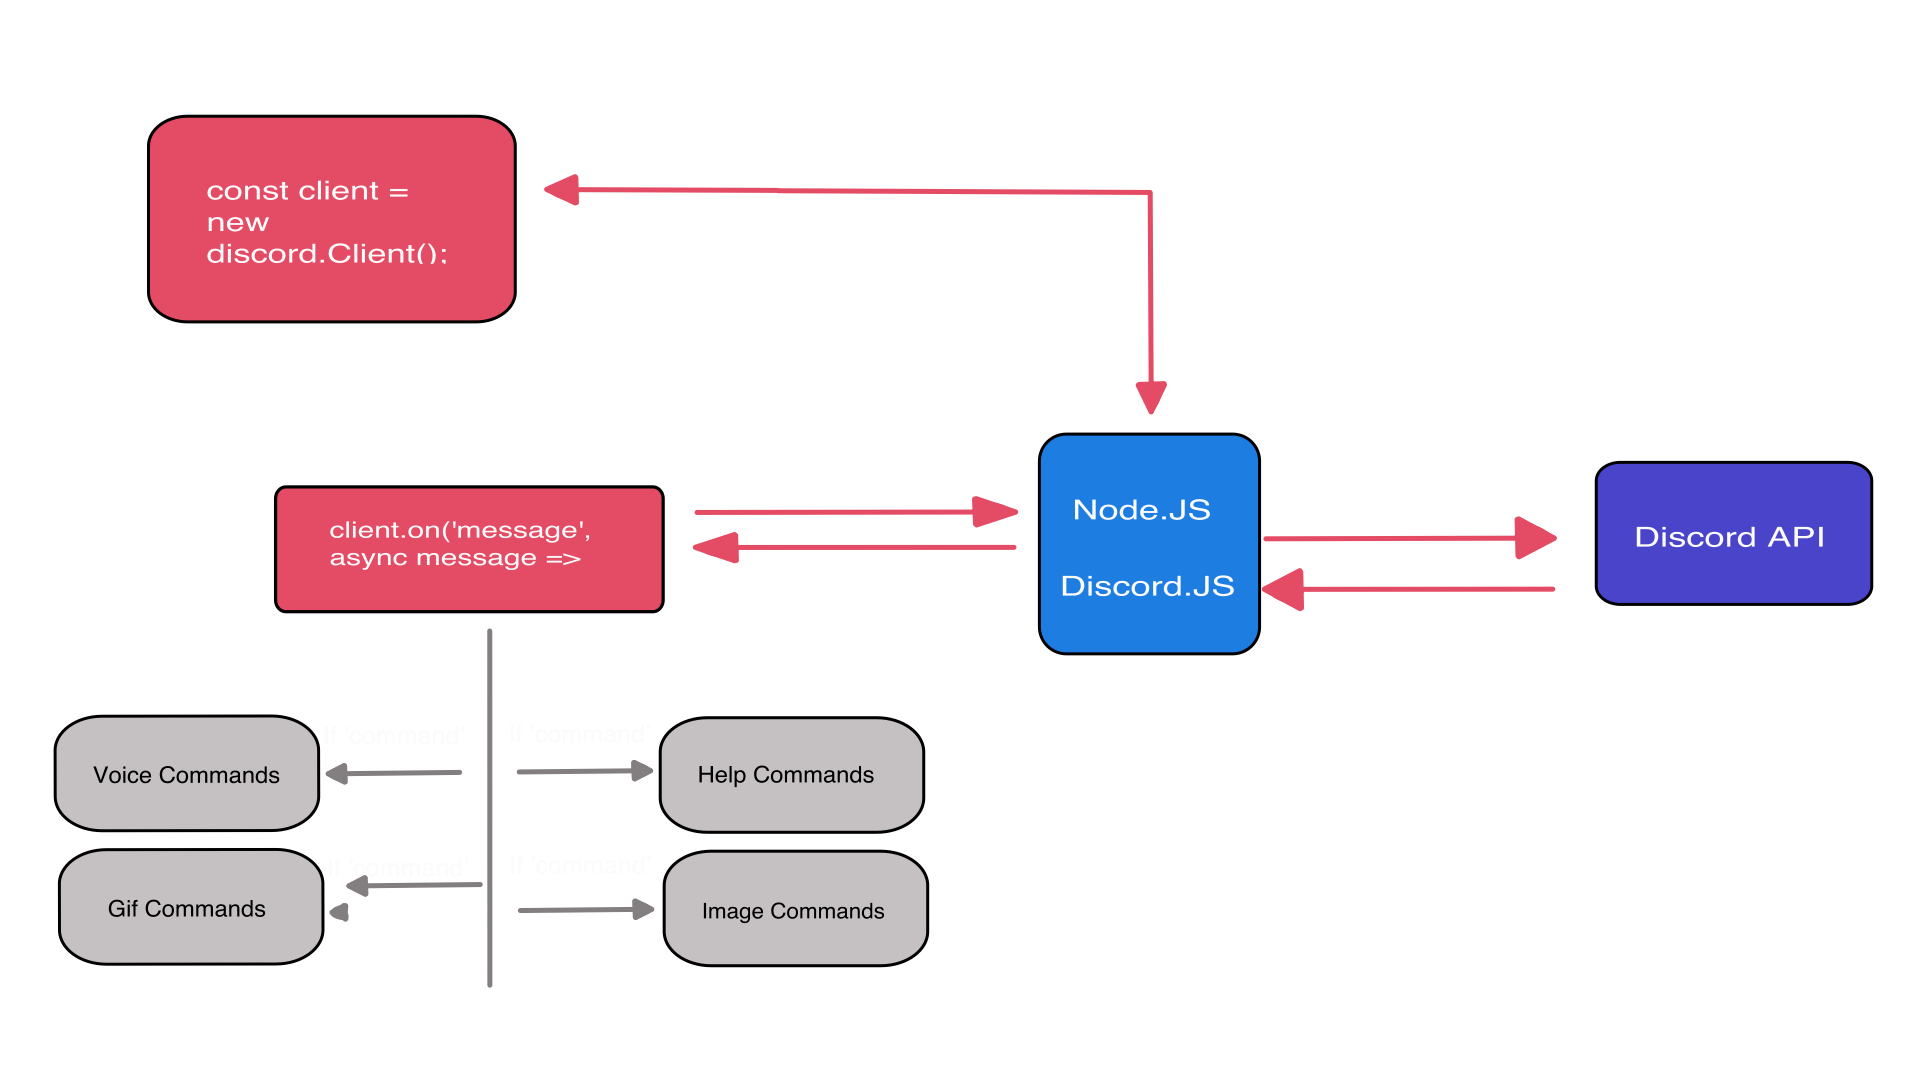 const client =
new
discord.Client();
client.on('message',
async message =>
Node.JS
Discord.JS
Discord API
If 'command'
If 'command'
Voice Commands
Help Commands
If 'command'
If 'command'
Gif Commands
Image Commands